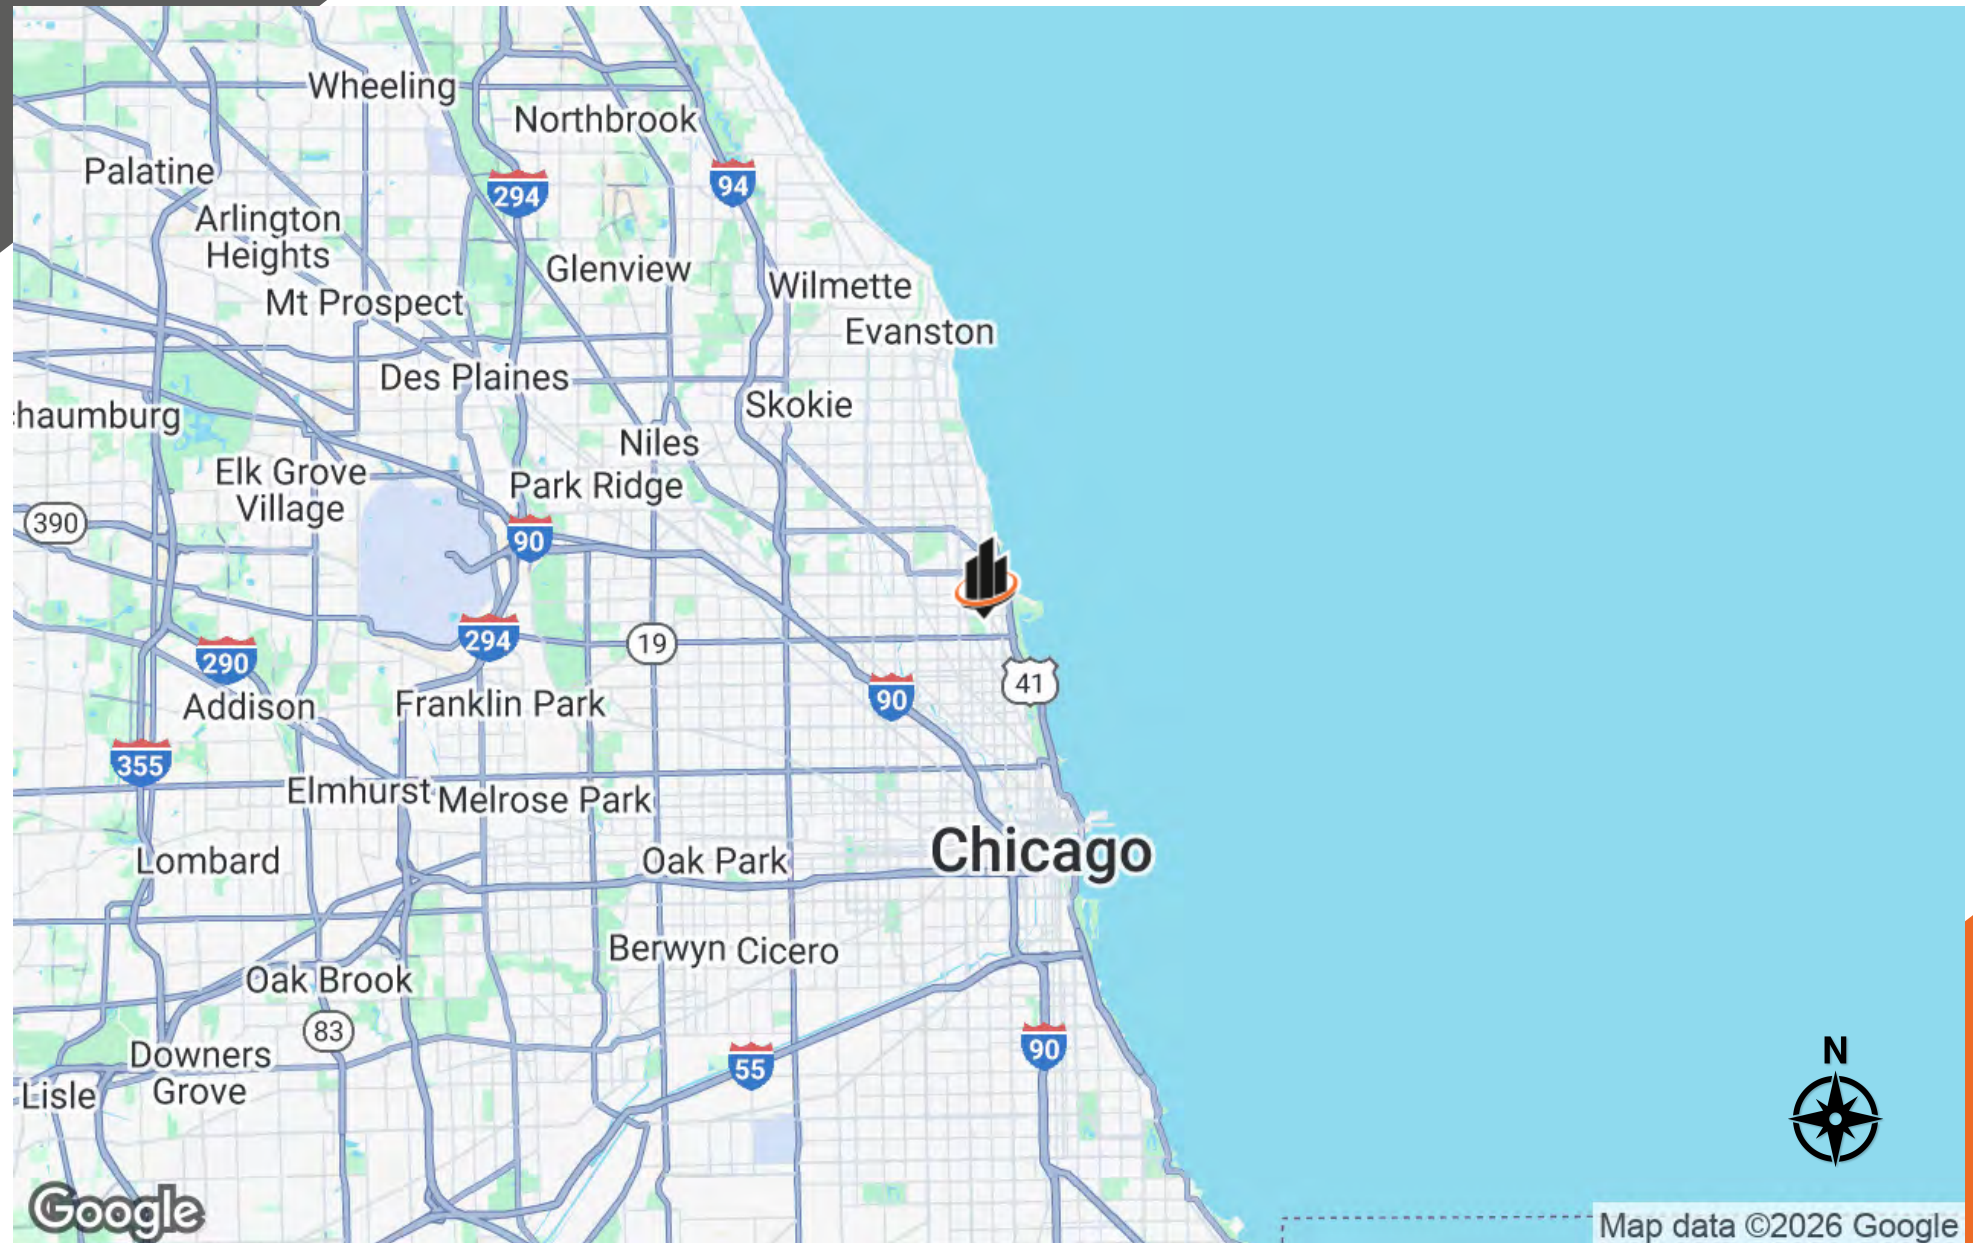 Wheeling
Northbrook
Palatine
294
94
Arlington
Heights
Glenview
Wilmette
Mt Prospect
Evanston
Des Plaines
Skokie
haumburg
Niles
Elk Grove
Village
Park Ridge
390
90
294
19
290
41
90
Addison
Franklin Park
355
Elmhurst
Melrose Park
Lombard
Oak Park
Chicago
Berwyn
Cicero
Oak Brook
83
Downers
Grove
55
90
N
Lisle
Google
Map data ©2026 Google